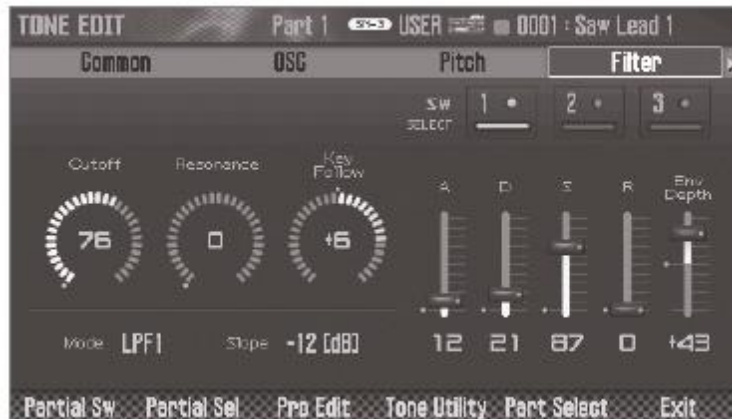 TONE EDIT Part 1 SN-S USER 0001 : Saw Lead 1
Common OSC Pitch Filter
SW SELECT 1 2 3
Cutoff Resonance Key Follow A D S R Env Depth
76 0 +6
Mode LPF1 Slope -12 [dB] 12 21 87 0 +43
Partial Sw Partial Sel Pro Edit Tone Utility Part Select Exit